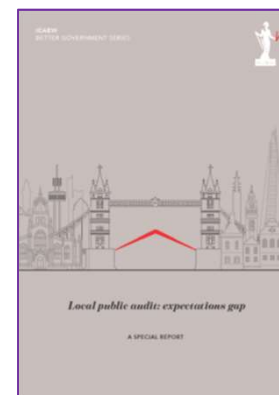 ICAEW
BETTER GOVERNMENT SERIES
Local public audit: expectations gap
A SPECIAL REPORT